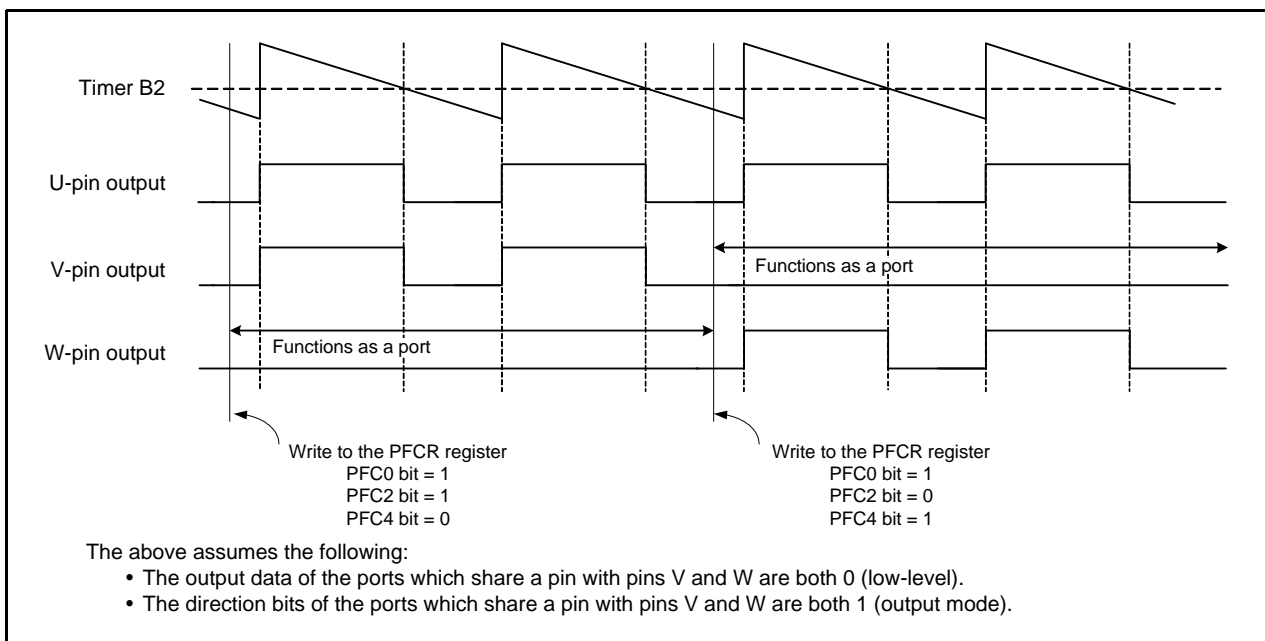 Timer B2
U-pin output
V-pin output
Functions as a port
W-pin output
Functions as a port
Write to the PFCR register
PFC0 bit = 1
PFC2 bit = 1
PFC4 bit = 0
Write to the PFCR register
PFC0 bit = 1
PFC2 bit = 0
PFC4 bit = 1
The above assumes the following:
• The output data of the ports which share a pin with pins V and W are both 0 (low-level).
• The direction bits of the ports which share a pin with pins V and W are both 1 (output mode).